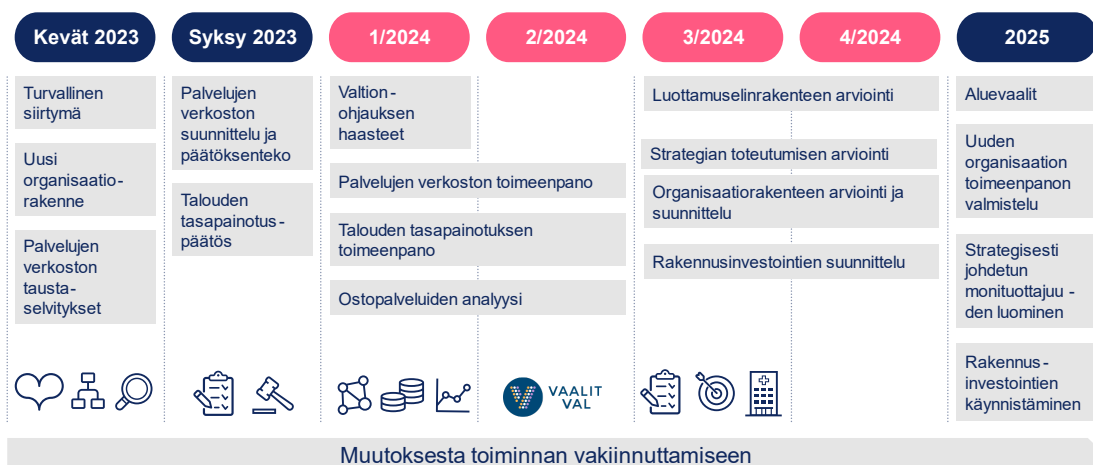 Kevät 2023
Syksy 2023
1/2024
2/2024
3/2024
4/2024
2025
Turvallinen
siirtymä
Uusi
organisaatio-
rakenne
Palvelujen
verkoston
tausta-
selvitykset
Palvelujen
verkoston
suunnittelu ja
päätöksenteko
Talouden
tasapainotus-
päätös
Valtion-
ohjauksen
haasteet
Palvelujen verkoston toimeenpano
Talouden tasapainotuksen
toimeenpano
Ostopalveluiden analyysi
VAALIT
VAL
Luottamuselinrakenteen arviointi
Strategian toteutumisen arviointi
Organisaatiorakenteen arviointi ja
suunnittelu
Rakennusinvestointien suunnittelu
Aluevaalit
Uuden
organisaation
toimeenpanon
valmistelu
Strategisesti
johdetun
monituottajuu -
den luominen
Rakennus-
investointien
käynnistäminen
Muutoksesta toiminnan vakiinnuttamiseen